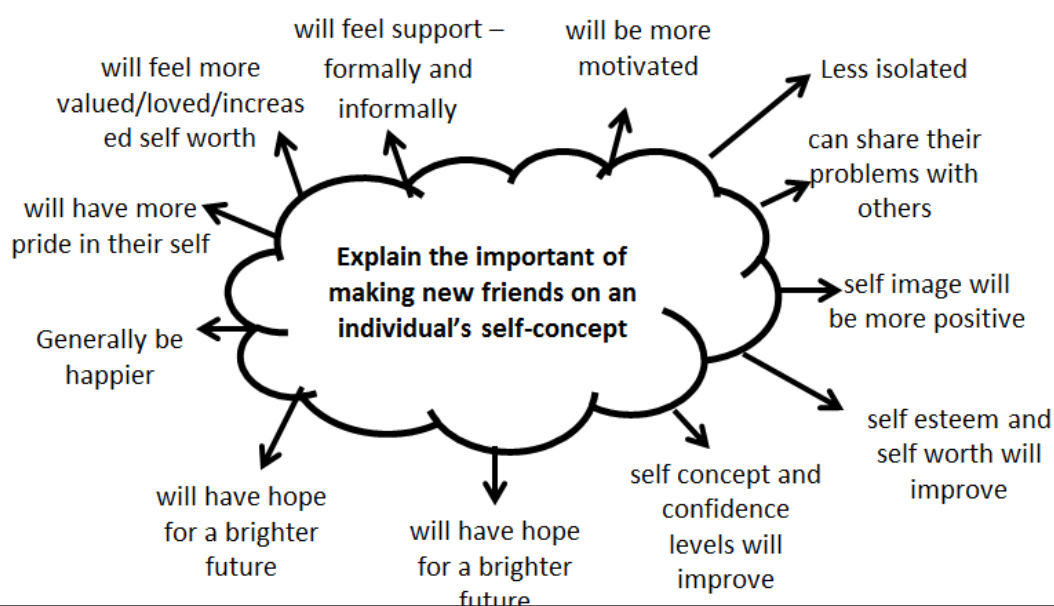 Explain the important of
making new friends on an
individual's self-concept
will feel support –
formally and
informally
will be more
motivated
Less isolated
can share their
problems with
others
self image will
be more positive
self esteem and
self worth will
improve
self concept and
confidence
levels will
improve
will have hope
for a brighter
future
will have hope
for a brighter
future
Generally be
happier
will have more
pride in their self
will feel more
valued/loved/increas
ed self worth